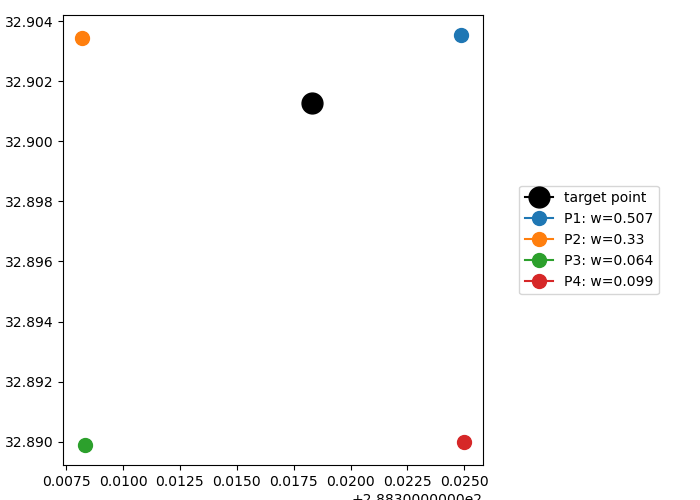 32.904
32.902
32.900
32.898
32.896
32.894
32.892
32.890
0.0075 0.0100 0.0125 0.0150 0.0175 0.0200 0.0225 0.0250
+2.8830000000e2
target point
P1: w=0.507
P2: w=0.33
P3: w=0.064
P4: w=0.099